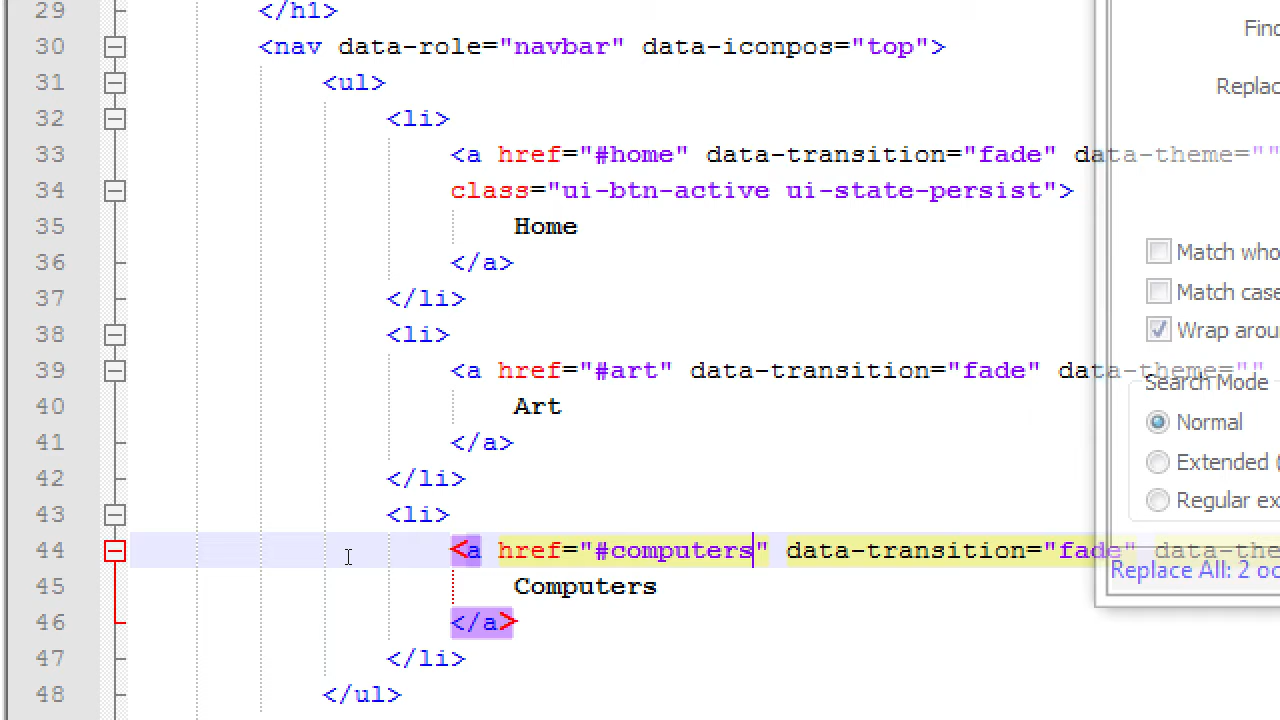 29 </h1>
30 <nav data-role="navbar" data-iconpos="top">
31 <ul>
32 <li>
33 <a href="#home" data-transition="fade" data-theme=""
34 class="ui-btn-active ui-state-persist">
35 Home
36 </a>
37 </li>
38 <li>
39 <a href="#art" data-transition="fade" data-theme=""
40 Art
41 </a>
42 </li>
43 <li>
44 <a href="#computers" data-transition="fade" data-the
45 Computers
46 </a>
47 </li>
48 </ul>
Find
Replac
Match who
Match case
Wrap arou
Search Mode
Normal
Extended (
Regular ex
Replace All: 2 oc